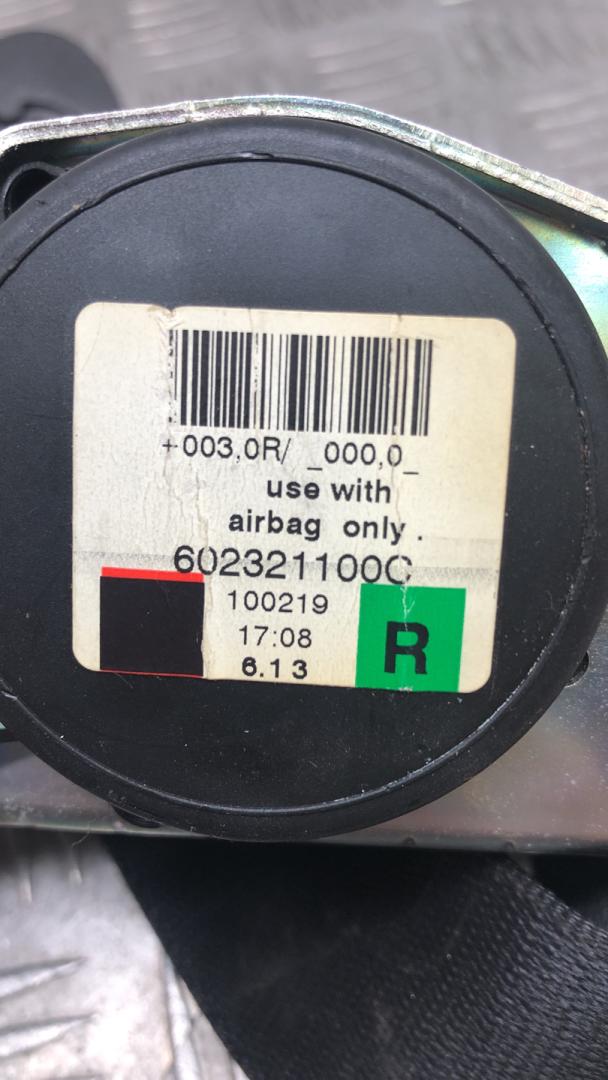 +003,0R/ _000,0_
use with
airbag only .
602321100C
100219
17:08
6.13
R